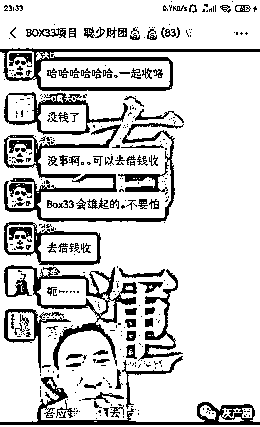 23:33
0.7KB/s
BOX33项目 聪少财团 (83)
哈哈哈哈哈哈。一起收咯
没钱了
没事啊。。可以去借钱收
Box33会雄起的。不要怕
去借钱收
呃……
答应
灰产圈